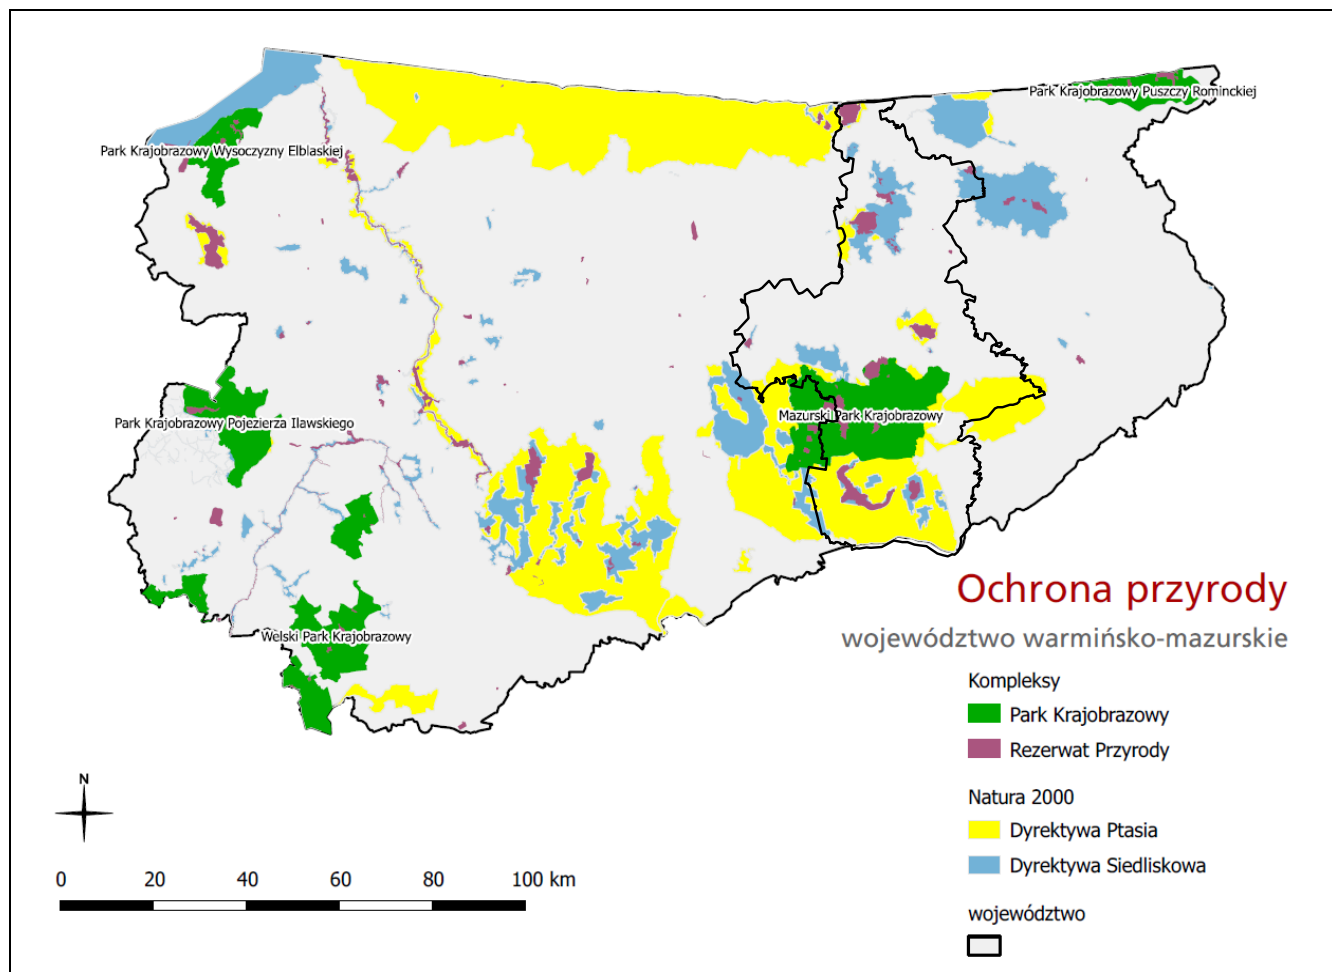 Park Krajobrazowy Puszczy Rominckiej
Park Krajobrazowy Wysoczyzny Elblaskiej
Mazurski Park Krajobrazowy
Park Krajobrazowy Pojezierza Ilawskiego
Welski Park Krajobrazowy
Ochrona przyrody
województwo warmińsko-mazurskie
Kompleksy
Park Krajobrazowy
Rezerwat Przyrody
Natura 2000
Dyrektywa Ptasia
Dyrektywa Siedliskowa
województwo
N
0 20 40 60 80 100 km